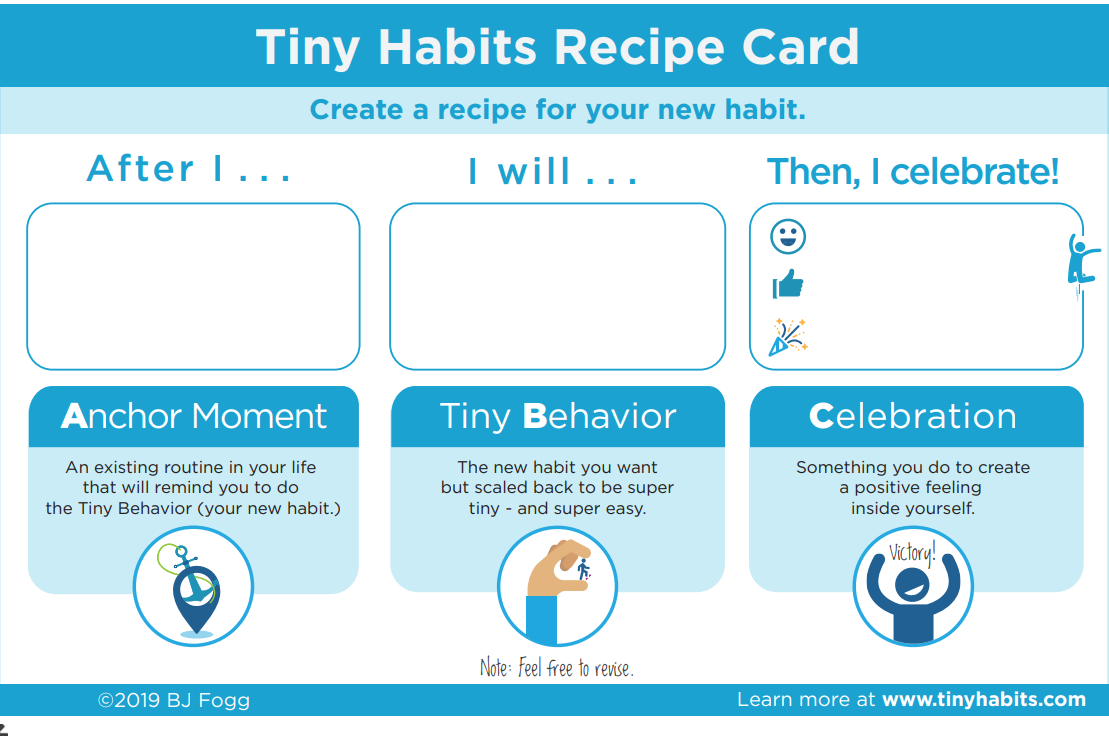 Tiny Habits Recipe Card
Create a recipe for your new habit.
After I . . .
I will . . .
Then, I celebrate!
Anchor Moment
An existing routine in your life
that will remind you to do
the Tiny Behavior (your new habit.)
Tiny Behavior
The new habit you want
but scaled back to be super
tiny - and super easy.
Celebration
Something you do to create
a positive feeling
inside yourself.
Victory!
Note: Feel free to revise.
©2019 BJ Fogg
Learn more at www.tinyhabits.com